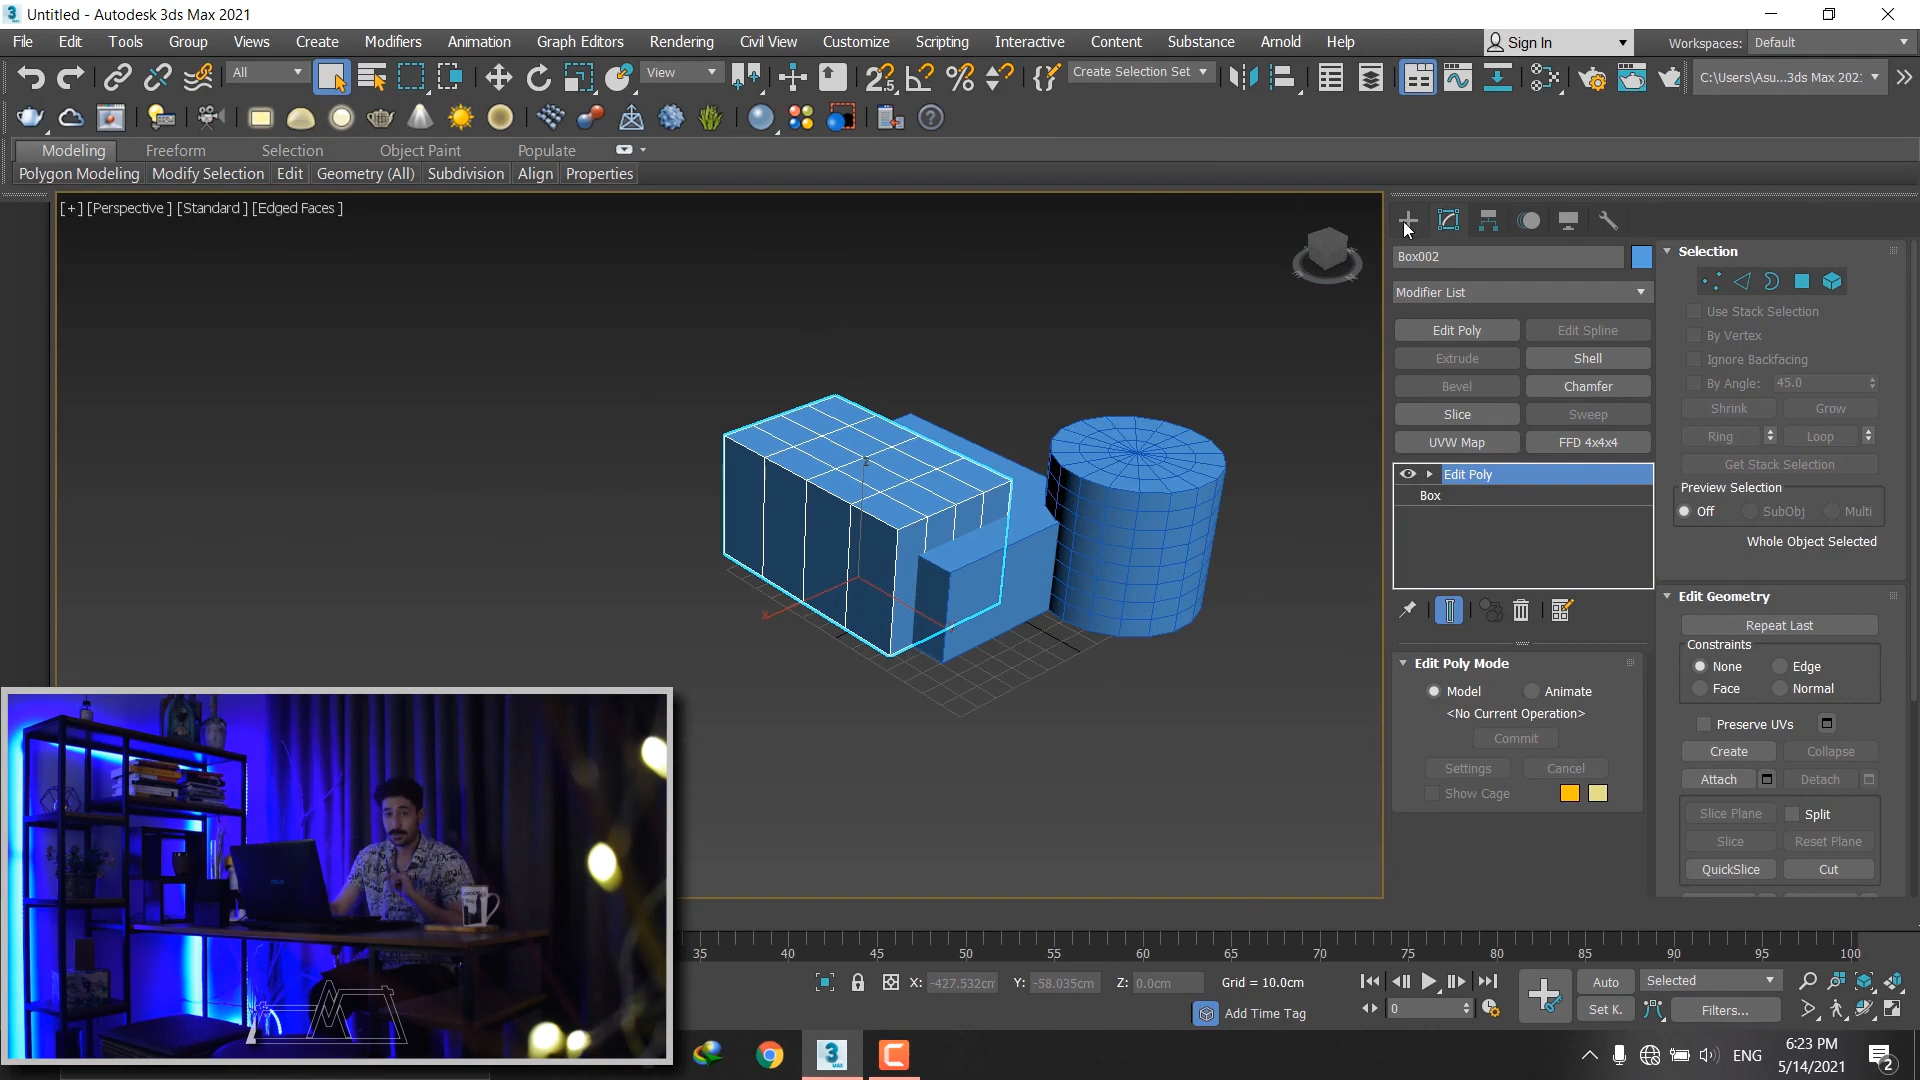 Untitled - Autodesk 3ds Max 2021
File Edit Tools Group Views Create Modifiers Animation Graph Editors Rendering Civil View Customize Scripting Interactive Content Substance Arnold Help
Sign In
Workspaces: Default
All
View
Create Selection Set
C:\Users\Asu...3ds Max 202
Modeling Freeform Selection Object Paint Populate
Polygon Modeling Modify Selection Edit Geometry (All) Subdivision Align Properties
[+] [Perspective ] [Standard ] [Edged Faces ]
Box002
Modifier List
Edit Poly Edit Spline
Extrude Shell
Bevel Chamfer
Slice Sweep
UVW Map FFD 4x4x4
Edit Poly
Box
Edit Poly Mode
Model Animate
<No Current Operation>
Commit
Settings Cancel
Show Cage
Selection
Use Stack Selection
By Vertex
Ignore Backfacing
By Angle: 45.0
Shrink Grow
Ring Loop
Get Stack Selection
Preview Selection
Off SubObj Multi
Whole Object Selected
Edit Geometry
Repeat Last
Constraints
None Edge
Face Normal
Preserve UVs
Create Collapse
Attach Detach
Slice Plane Split
Slice Reset Plane
QuickSlice Cut
z
x
35 40 45 50 55 60 65 70 75 80 85 90 95 100
X: -427.532cm Y: -58.035cm Z: 0.0cm Grid = 10.0cm
Add Time Tag
0
Auto Selected
Set K. Filters...
3
MAX
ENG
6:23 PM
5/14/2021
2